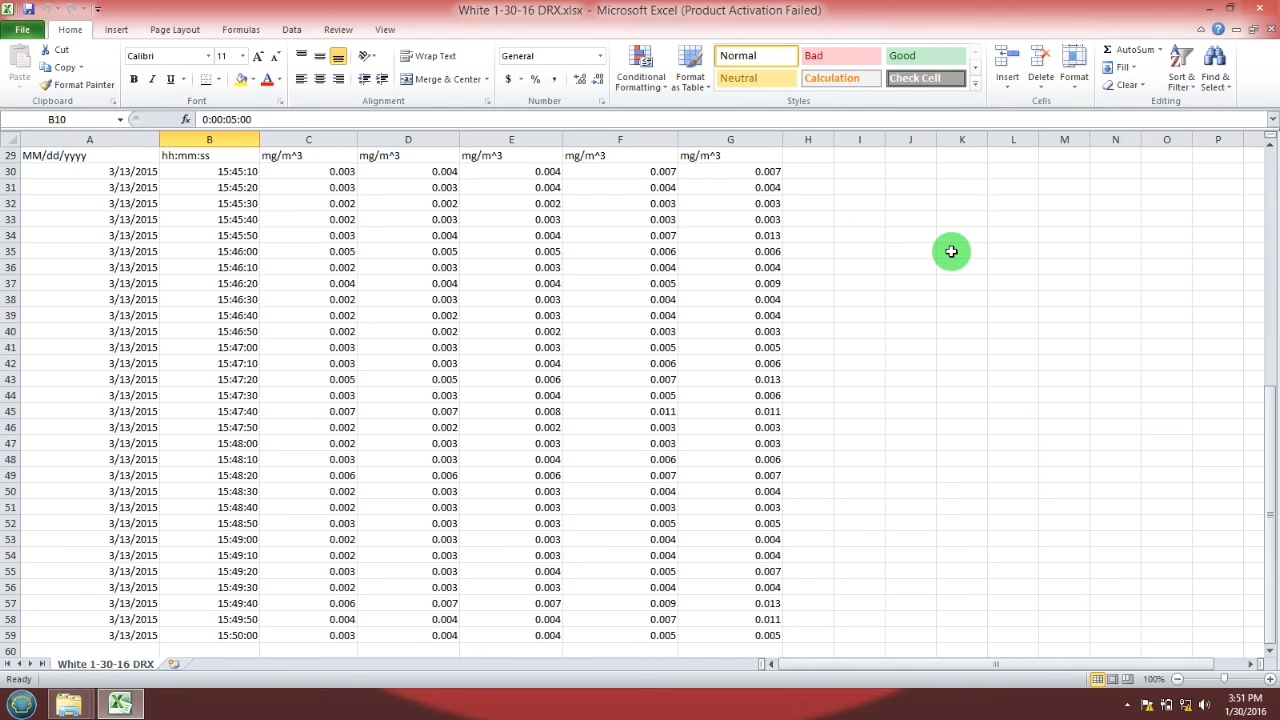 White 1-30-16 DRX.xlsx - Microsoft Excel (Product Activation Failed)
File Home Insert Page Layout Formulas Data Review View
Paste Cut Copy Format Painter Clipboard
Calibri 11 A A B I U A Font
Wrap Text Merge & Center Alignment
General $ % , Number
Conditional Formatting Format as Table Normal Bad Good Neutral Calculation Check Cell Styles
Insert Delete Format Cells
Σ AutoSum Fill Clear Sort & Filter Find & Select Editing
B10 fx 0:00:05:00
A B C D E F G H I J K L M N O P
29 MM/dd/yyyy hh:mm:ss mg/m^3 mg/m^3 mg/m^3 mg/m^3 mg/m^3
30 3/13/2015 15:45:10 0.003 0.004 0.004 0.007 0.007
31 3/13/2015 15:45:20 0.003 0.003 0.004 0.004 0.004
32 3/13/2015 15:45:30 0.002 0.002 0.002 0.003 0.003
33 3/13/2015 15:45:40 0.002 0.003 0.003 0.003 0.003
34 3/13/2015 15:45:50 0.003 0.004 0.004 0.007 0.013
35 3/13/2015 15:46:00 0.005 0.005 0.005 0.006 0.006
36 3/13/2015 15:46:10 0.002 0.003 0.003 0.004 0.004
37 3/13/2015 15:46:20 0.004 0.004 0.004 0.005 0.009
38 3/13/2015 15:46:30 0.002 0.003 0.003 0.004 0.004
39 3/13/2015 15:46:40 0.002 0.002 0.003 0.004 0.004
40 3/13/2015 15:46:50 0.002 0.002 0.002 0.003 0.003
41 3/13/2015 15:47:00 0.003 0.003 0.003 0.005 0.005
42 3/13/2015 15:47:10 0.003 0.003 0.004 0.006 0.006
43 3/13/2015 15:47:20 0.005 0.005 0.006 0.007 0.013
44 3/13/2015 15:47:30 0.003 0.003 0.004 0.005 0.006
45 3/13/2015 15:47:40 0.007 0.007 0.008 0.011 0.011
46 3/13/2015 15:47:50 0.002 0.002 0.002 0.003 0.003
47 3/13/2015 15:48:00 0.002 0.003 0.003 0.003 0.003
48 3/13/2015 15:48:10 0.003 0.003 0.004 0.006 0.006
49 3/13/2015 15:48:20 0.006 0.006 0.006 0.007 0.007
50 3/13/2015 15:48:30 0.002 0.003 0.003 0.004 0.004
51 3/13/2015 15:48:40 0.002 0.003 0.003 0.003 0.003
52 3/13/2015 15:48:50 0.003 0.003 0.003 0.005 0.005
53 3/13/2015 15:49:00 0.002 0.003 0.003 0.004 0.004
54 3/13/2015 15:49:10 0.002 0.003 0.003 0.004 0.004
55 3/13/2015 15:49:20 0.003 0.003 0.004 0.005 0.007
56 3/13/2015 15:49:30 0.002 0.003 0.003 0.004 0.004
57 3/13/2015 15:49:40 0.006 0.007 0.007 0.009 0.013
58 3/13/2015 15:49:50 0.004 0.004 0.004 0.007 0.011
59 3/13/2015 15:50:00 0.003 0.004 0.004 0.005 0.005
60
White 1-30-16 DRX
Ready 100%
3:51 PM
1/30/2016